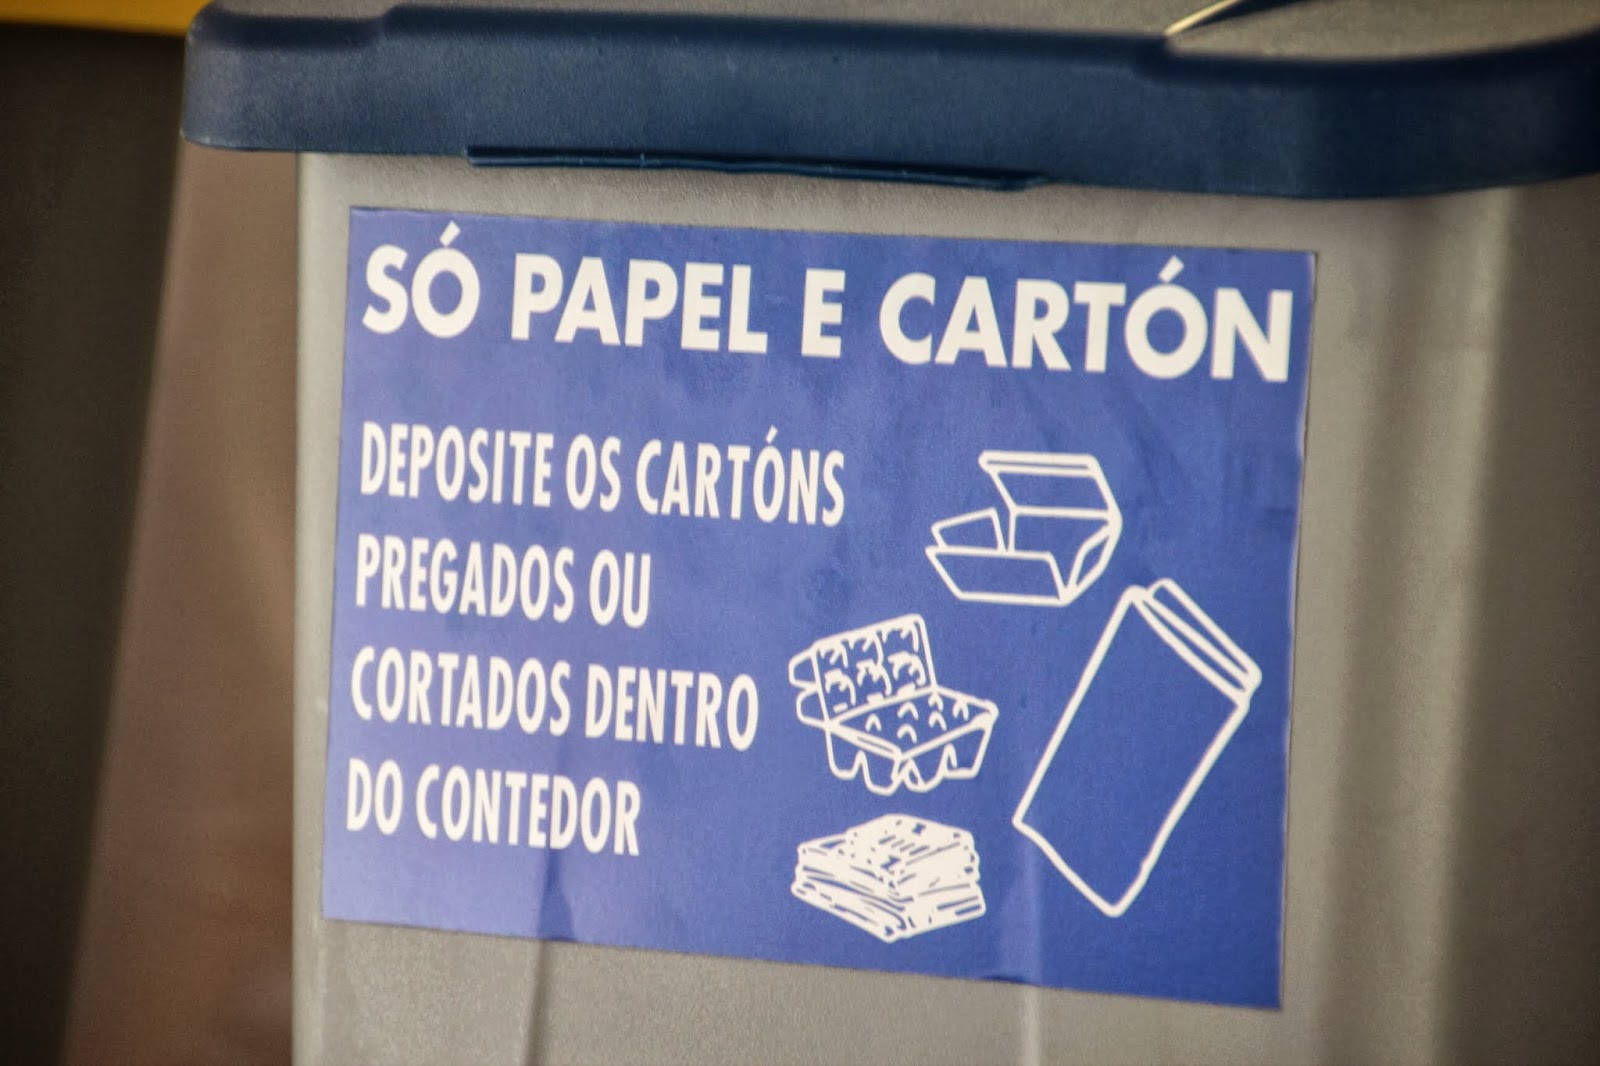 SÓ PAPEL E CARTÓN
DEPOSITE OS CARTÓNS
PREGADOS OU
CORTADOS DENTRO
DO CONTEDOR